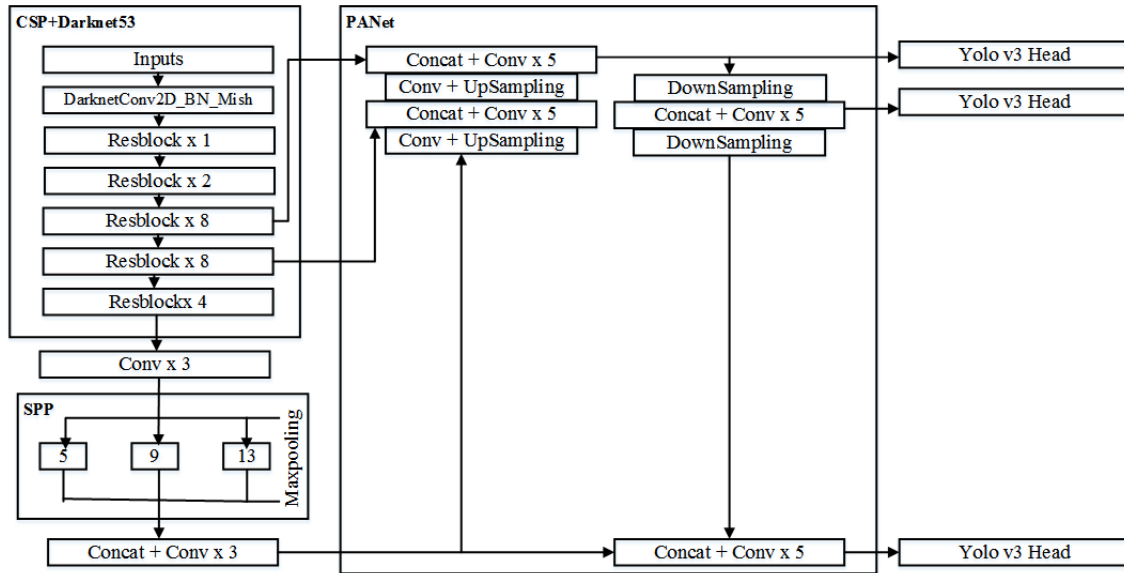 CSP+Darknet53
Inputs
DarknetConv2D_BN_Mish
Resblock x 1
Resblock x 2
Resblock x 8
Resblock x 8
Resblockx 4
Conv x 3
SPP
5
9
13
Maxpooling
Concat + Conv x 3
PANet
Concat + Conv x 5
Conv + UpSampling
Concat + Conv x 5
Conv + UpSampling
DownSampling
Concat + Conv x 5
DownSampling
Concat + Conv x 5
Yolo v3 Head
Yolo v3 Head
Yolo v3 Head